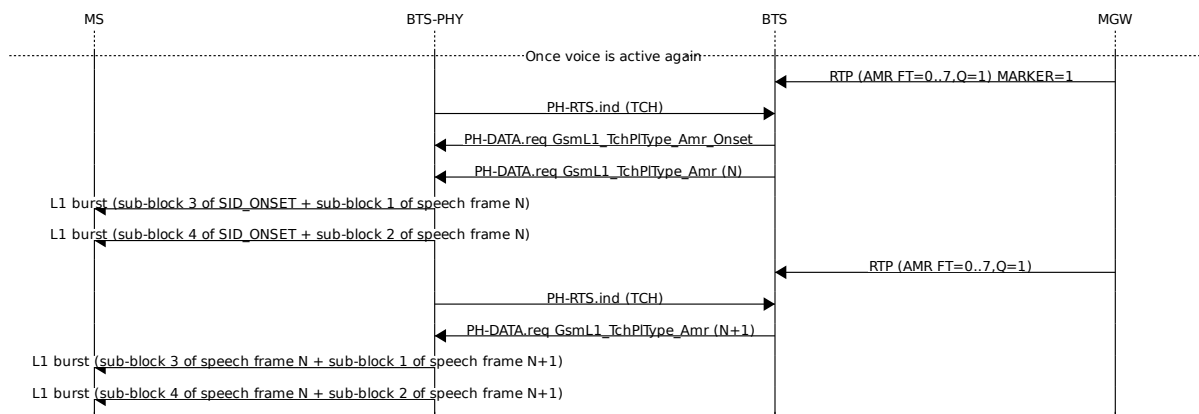 MS BTS-PHY BTS MGW
Once voice is active again
RTP (AMR FT=0..7,Q=1) MARKER=1
PH-RTS.ind (TCH)
PH-DATA.req GsmL1_TchPlType_Amr_Onset
PH-DATA.req GsmL1_TchPlType_Amr (N)
L1 burst (sub-block 3 of SID_ONSET + sub-block 1 of speech frame N)
L1 burst (sub-block 4 of SID_ONSET + sub-block 2 of speech frame N)
RTP (AMR FT=0..7,Q=1)
PH-RTS.ind (TCH)
PH-DATA.req GsmL1_TchPlType_Amr (N+1)
L1 burst (sub-block 3 of speech frame N + sub-block 1 of speech frame N+1)
L1 burst (sub-block 4 of speech frame N + sub-block 2 of speech frame N+1)